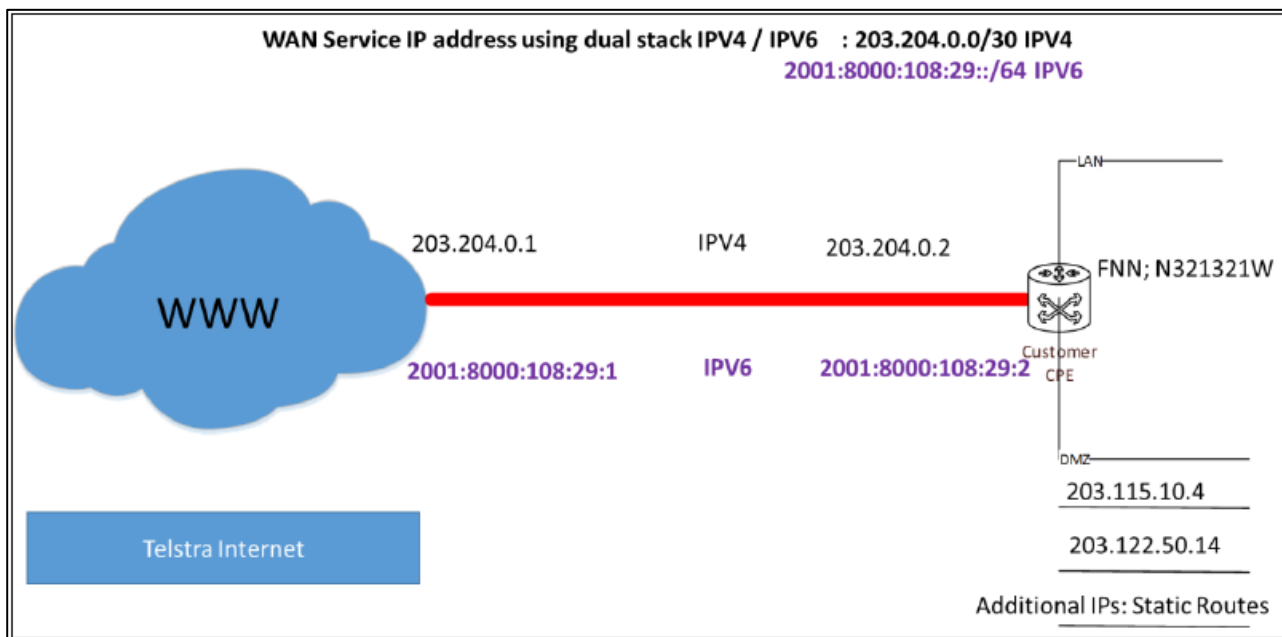 WAN Service IP address using dual stack IPV4 / IPV6 : 203.204.0.0/30 IPV4
2001:8000:108:29::/64 IPV6
LAN
203.204.0.1 IPV4 203.204.0.2
FNN; N321321W
WWW
2001:8000:108:29:1 IPV6 2001:8000:108:29:2
Customer
CPE
DMZ
203.115.10.4
Telstra Internet
203.122.50.14
Additional IPs: Static Routes